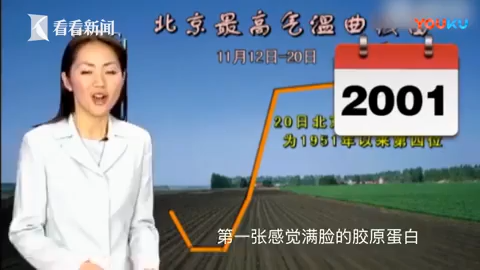 看看新闻
YOUKU
北京最高气温曲线图
11月12日-20日
2001
20日北京
为1951年以来第四位
第一张感觉满脸的胶原蛋白